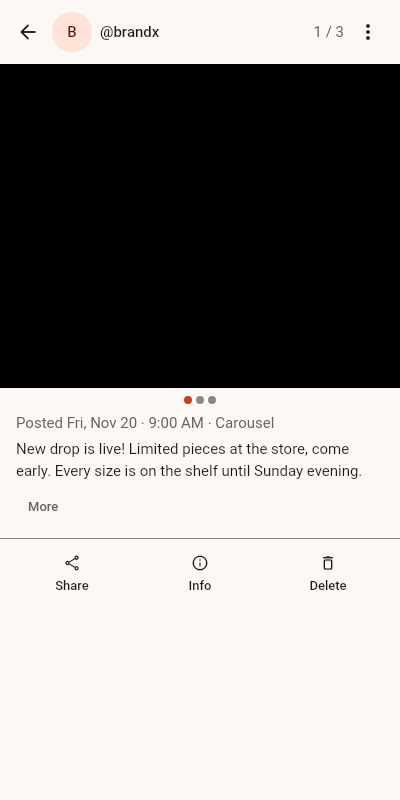 B @brandx 1 / 3
Posted Fri, Nov 20 · 9:00 AM · Carousel
New drop is live! Limited pieces at the store, come
early. Every size is on the shelf until Sunday evening.
More
Share Info Delete